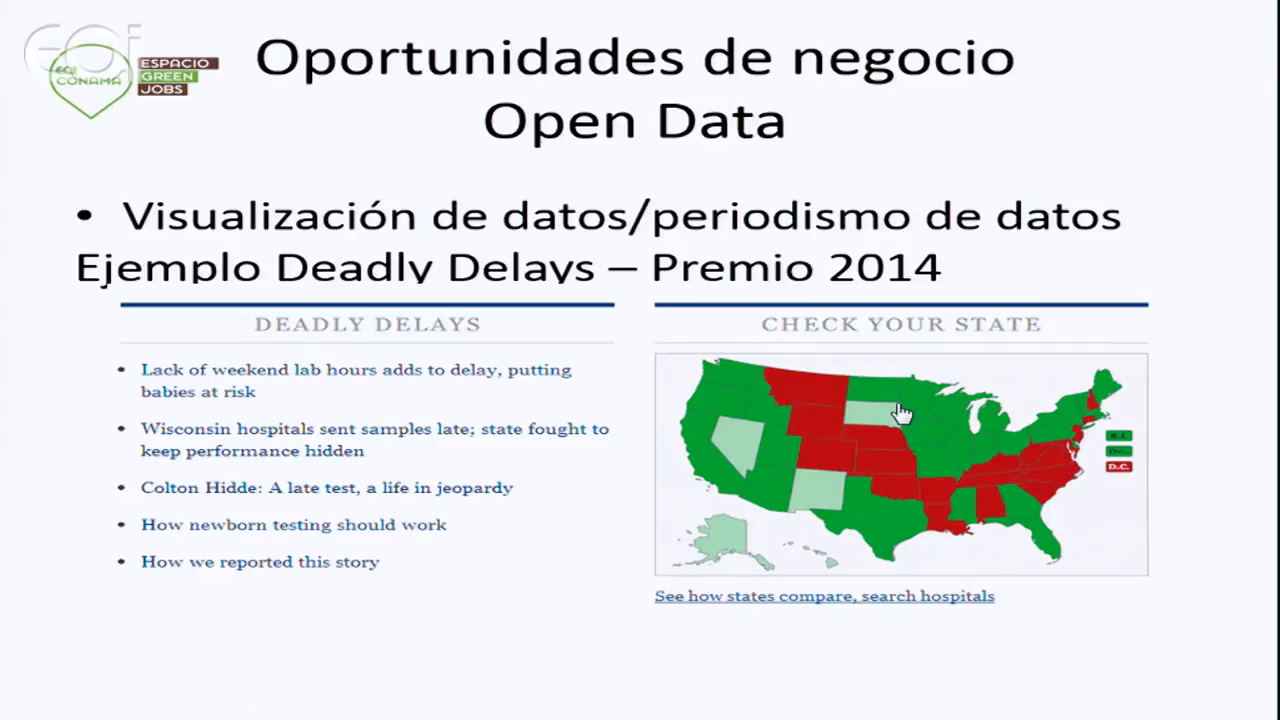 eoi
CONAMA
ESPACIO
GREEN
JOBS
Oportunidades de negocio
Open Data
• Visualización de datos/periodismo de datos
Ejemplo Deadly Delays – Premio 2014
DEADLY DELAYS
• Lack of weekend lab hours adds to delay, putting
babies at risk
• Wisconsin hospitals sent samples late; state fought to
keep performance hidden
• Colton Hidde: A late test, a life in jeopardy
• How newborn testing should work
• How we reported this story
CHECK YOUR STATE
R.I.
D.C.
See how states compare, search hospitals